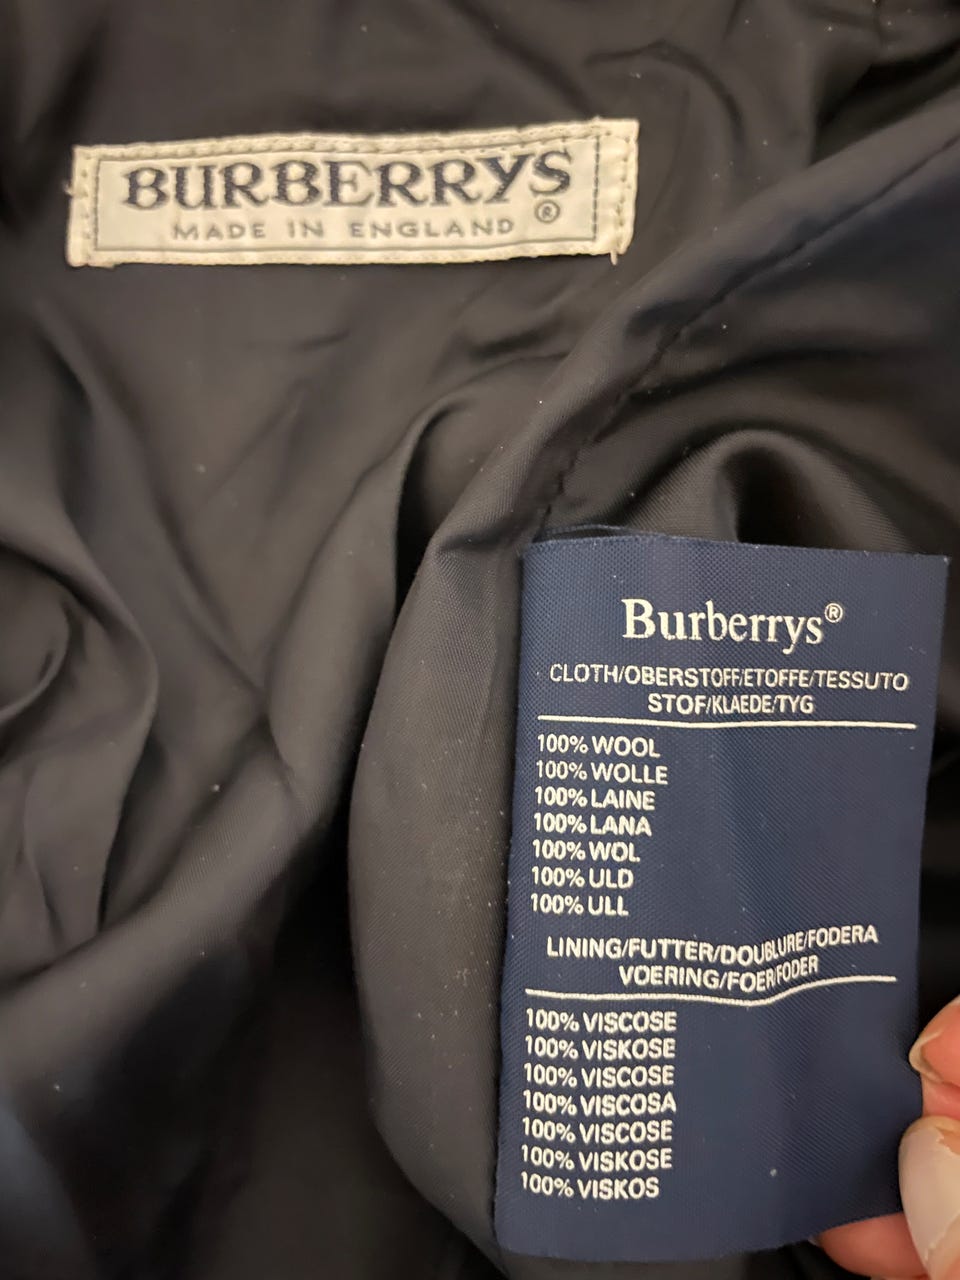 BURBERRYS®
MADE IN ENGLAND
Burberrys®
CLOTH/OBERSTOFF/ETOFFE/TESSUTO
STOF/KLAEDE/TYG
100% WOOL
100% WOLLE
100% LAINE
100% LANA
100% WOL
100% ULD
100% ULL
LINING/FUTTER/DOUBLURE/FODERA
VOERING/FOER/FODER
100% VISCOSE
100% VISKOSE
100% VISCOSE
100% VISCOSA
100% VISCOSE
100% VISKOSE
100% VISKOS